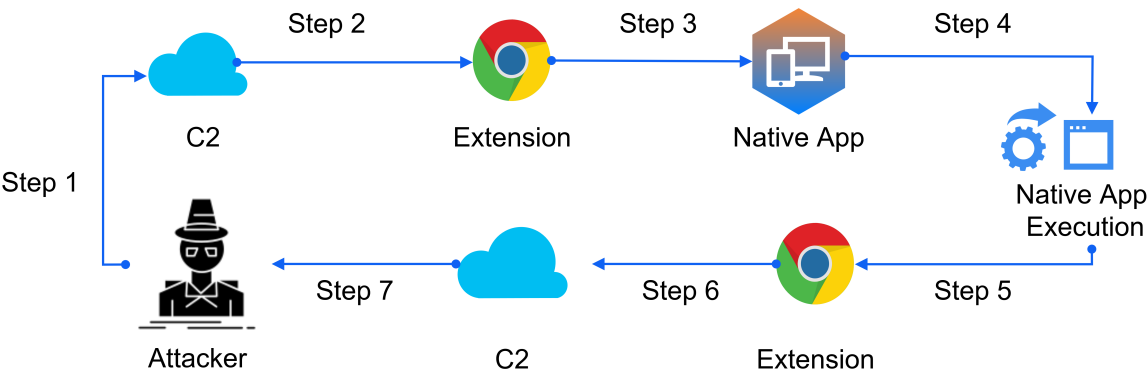 Step 2
Step 3
Step 4
C2
Extension
Native App
Step 1
Native App
Execution
Step 7
Step 6
Step 5
Attacker
C2
Extension